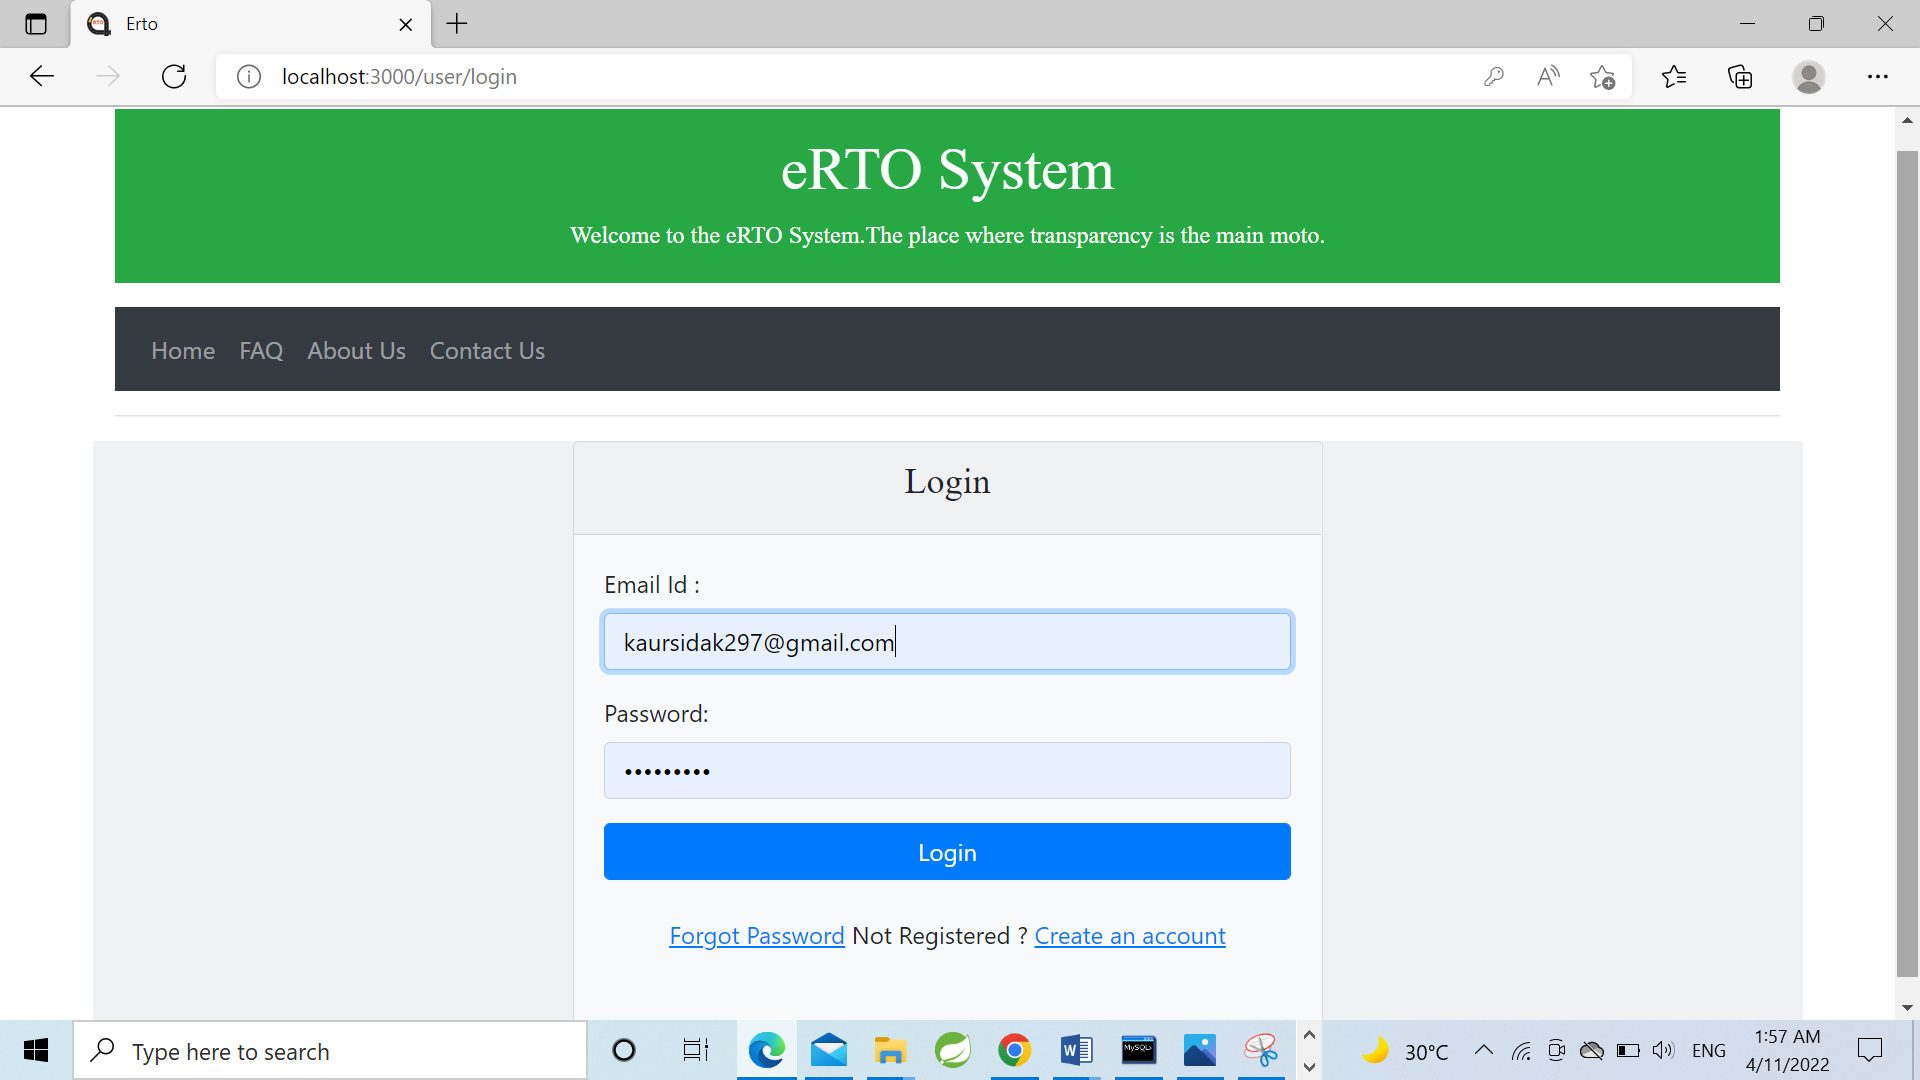 Erto
localhost:3000/user/login
eRTO System
Welcome to the eRTO System.The place where transparency is the main moto.
Home FAQ About Us Contact Us
Login
Email Id :
kaursidak297@gmail.com
Password:
•••••••••
Login
Forgot Password Not Registered ? Create an account
Type here to search
MySQL
30°C
ENG
1:57 AM
4/11/2022